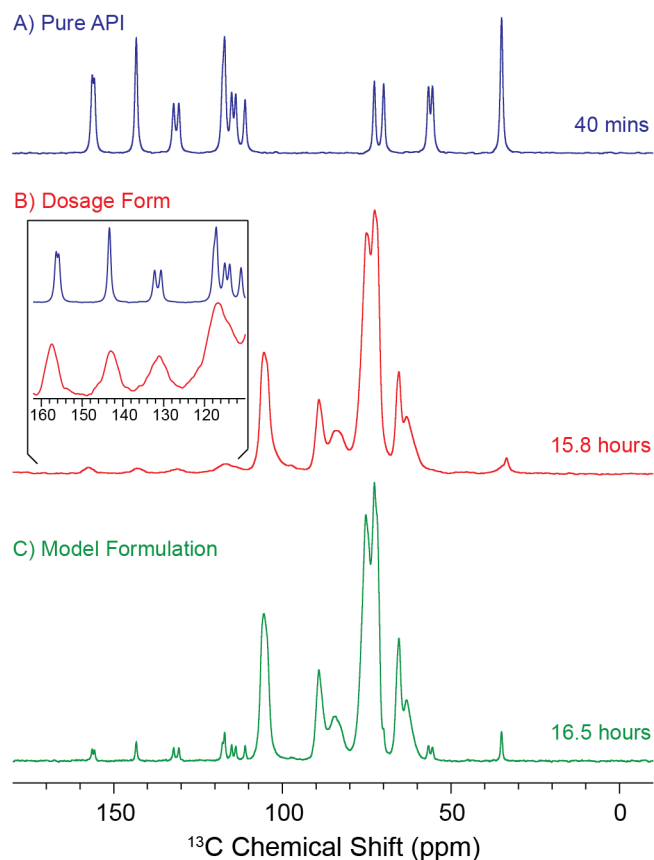 A) Pure API
40 mins
B) Dosage Form
160 150 140 130 120
15.8 hours
C) Model Formulation
16.5 hours
150 100 50 0
¹³C Chemical Shift (ppm)